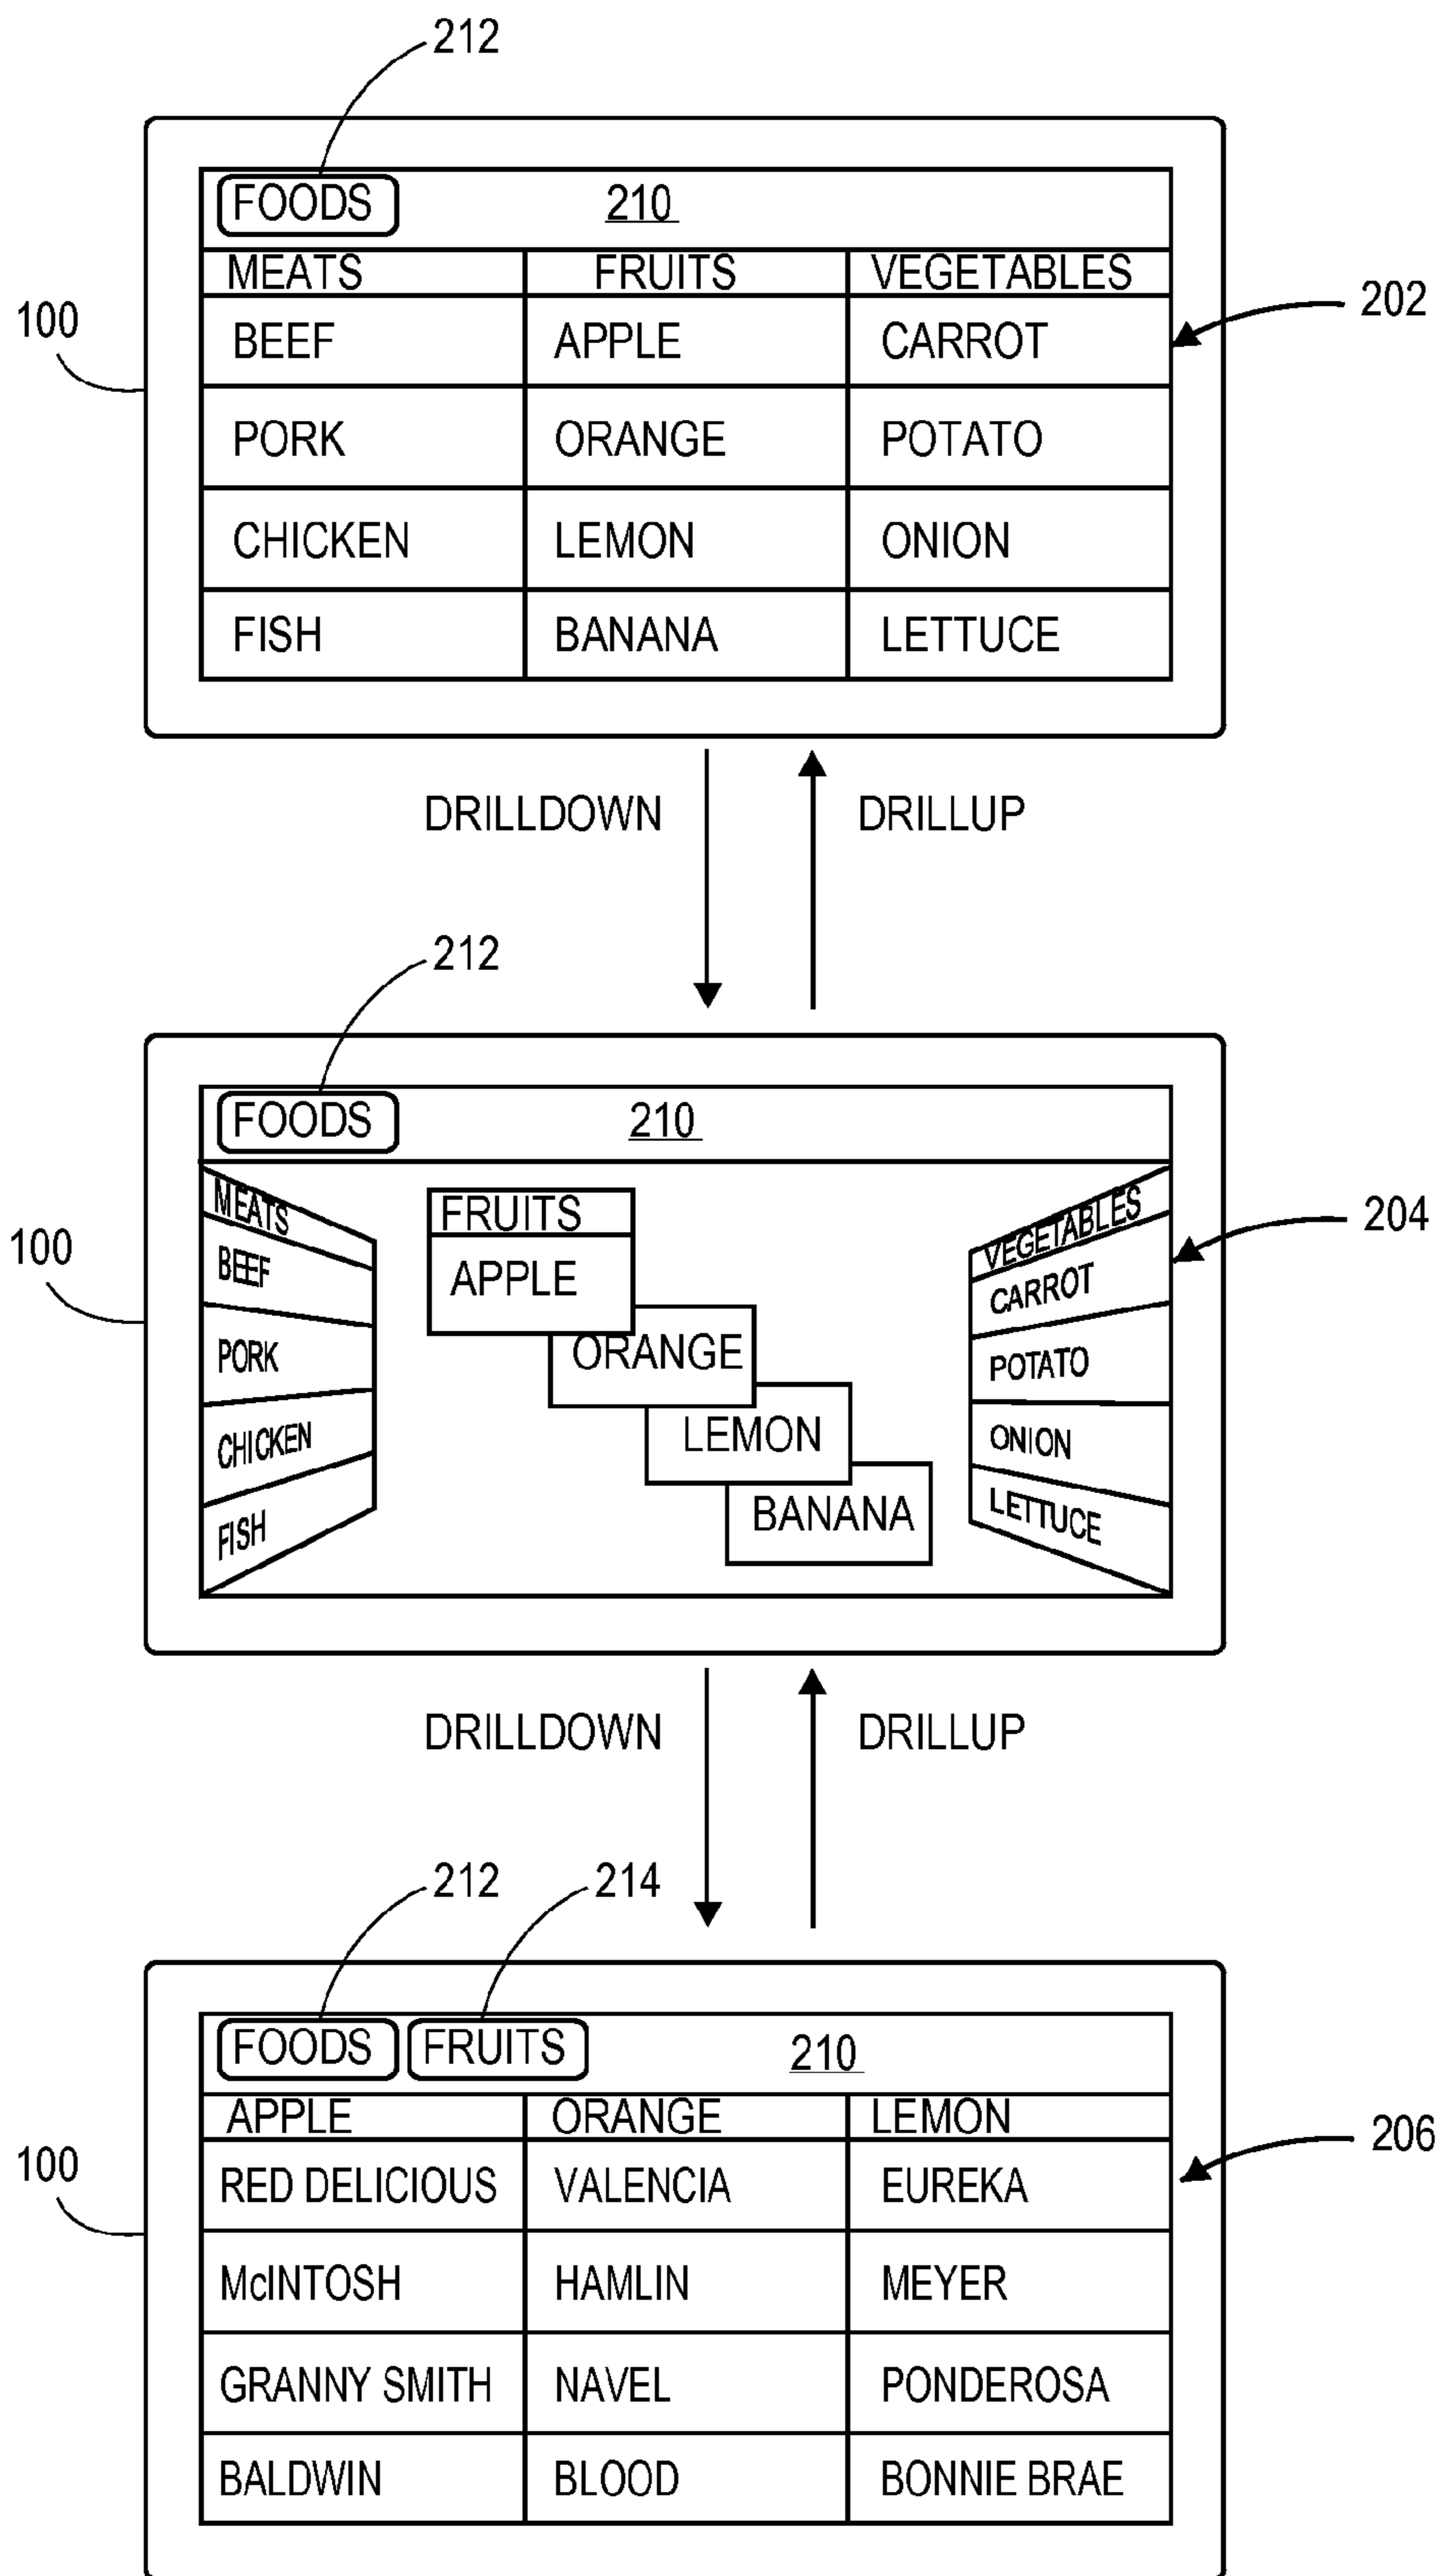 212
FOODS 210
MEATS FRUITS VEGETABLES
100
202
BEEF APPLE CARROT
PORK ORANGE POTATO
CHICKEN LEMON ONION
FISH BANANA LETTUCE
DRILLDOWN DRILLUP
212
FOODS 210
MEATS
BEEF
PORK
CHICKEN
FISH
FRUITS
APPLE
ORANGE
LEMON
BANANA
VEGETABLES
CARROT
POTATO
ONION
LETTUCE
204
100
DRILLDOWN DRILLUP
212 214
FOODS FRUITS 210
APPLE ORANGE LEMON
206
100
RED DELICIOUS VALENCIA EUREKA
McINTOSH HAMLIN MEYER
GRANNY SMITH NAVEL PONDEROSA
BALDWIN BLOOD BONNIE BRAE